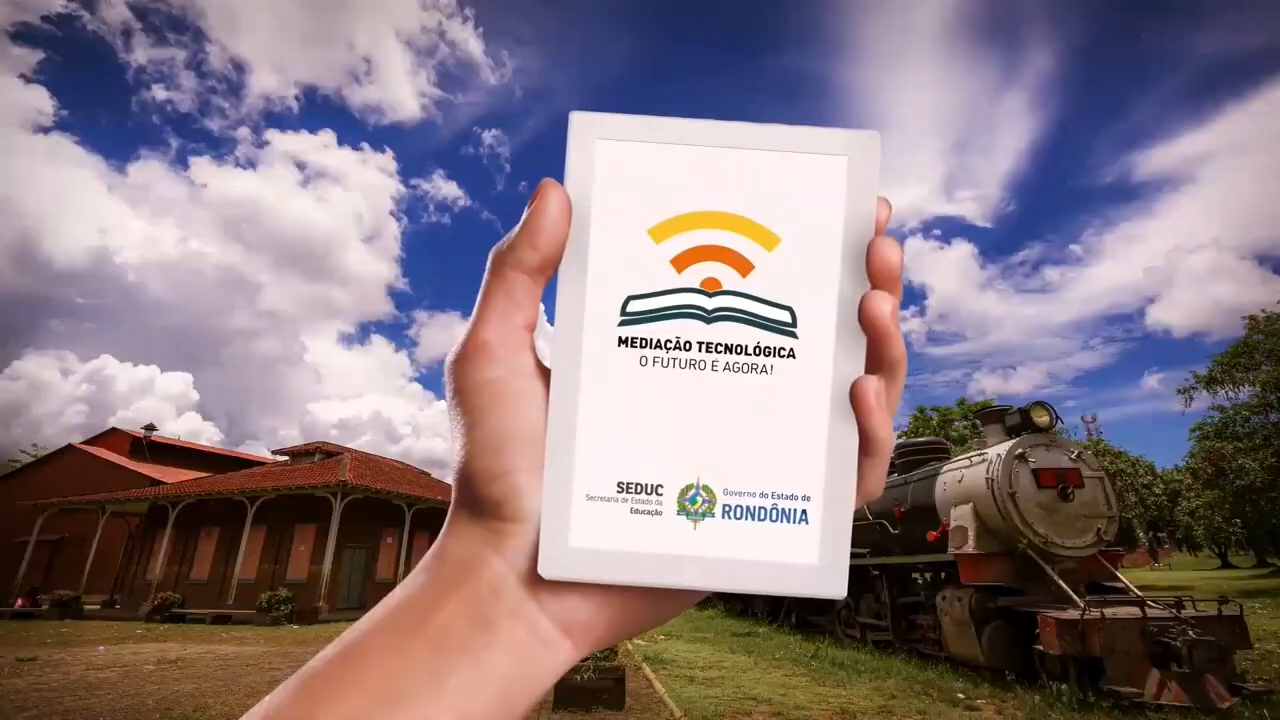 MEDIAÇÃO TECNOLÓGICA
O FUTURO É AGORA!
SEDUC
Secretaria de Estado da
Educação
Governo do Estado de
RONDÔNIA